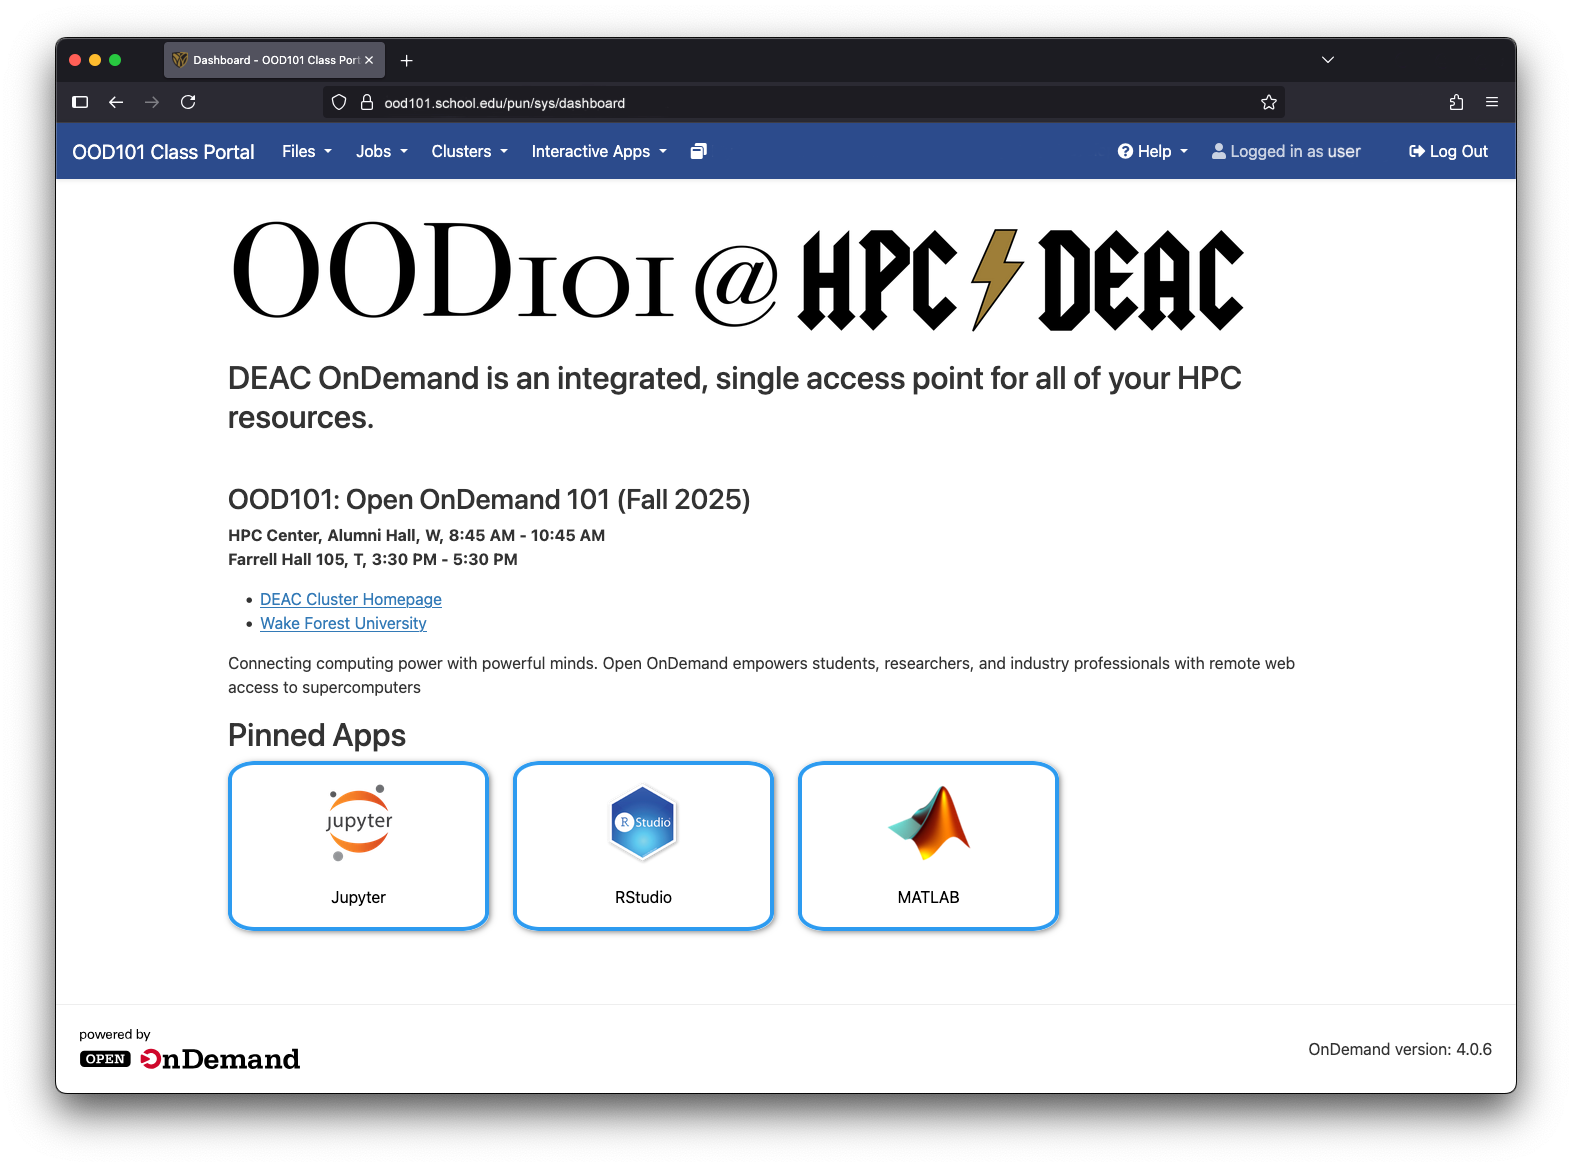 Dashboard - OOD101 Class Port
ood101.school.edu/pun/sys/dashboard
OOD101 Class Portal Files Jobs Clusters Interactive Apps Help Logged in as user Log Out
OOD101 @ HPC DEAC
DEAC OnDemand is an integrated, single access point for all of your HPC
resources.
OOD101: Open OnDemand 101 (Fall 2025)
HPC Center, Alumni Hall, W, 8:45 AM - 10:45 AM
Farrell Hall 105, T, 3:30 PM - 5:30 PM
DEAC Cluster Homepage
Wake Forest University
Connecting computing power with powerful minds. Open OnDemand empowers students, researchers, and industry professionals with remote web
access to supercomputers
Pinned Apps
jupyter
R Studio
Jupyter
RStudio
MATLAB
powered by
OPEN OnDemand
OnDemand version: 4.0.6